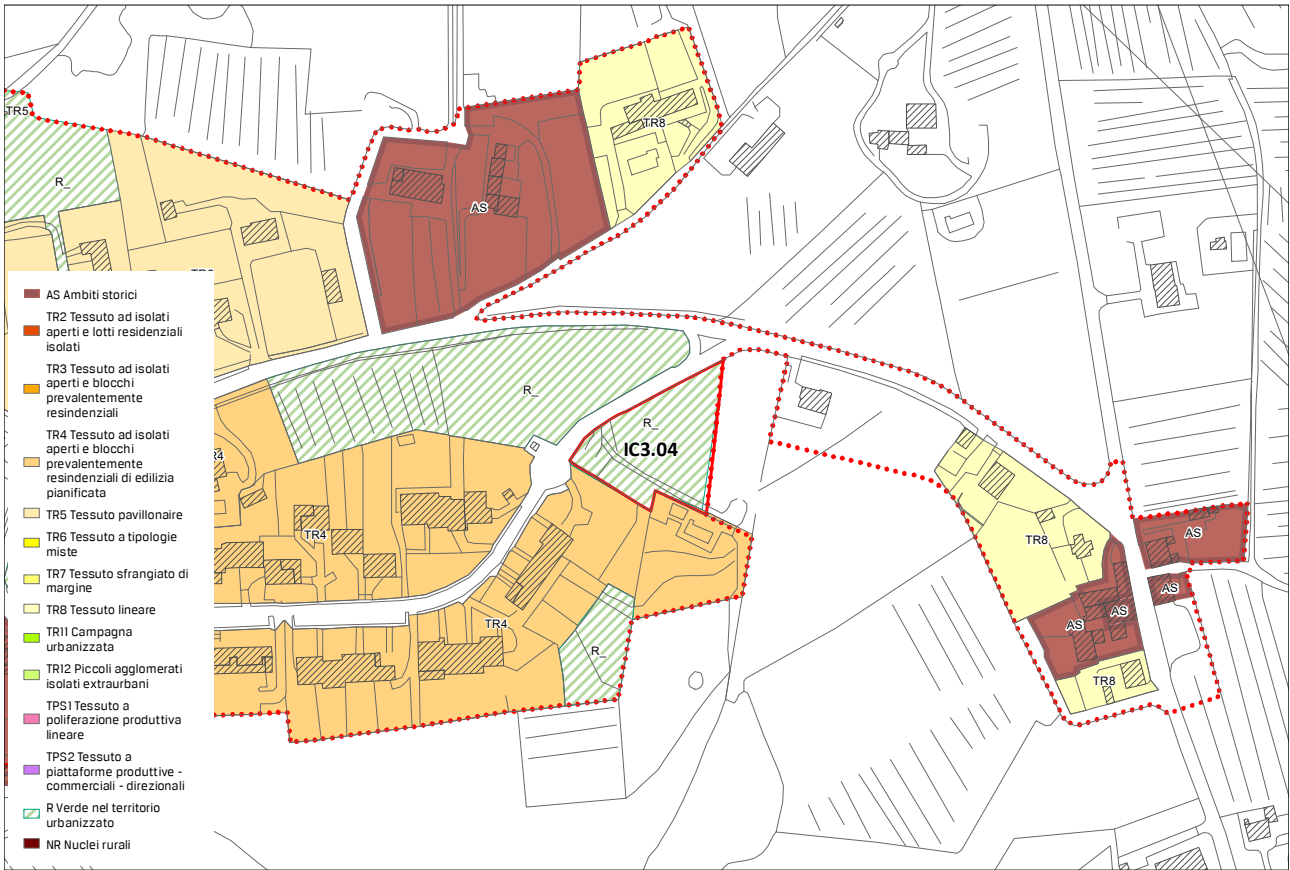 TR5
R_
TR8
AS
AS Ambiti storici
TR2 Tessuto ad isolati
aperti e lotti residenziali
isolati
TR3 Tessuto ad isolati
aperti e blocchi
prevalentemente
resindenziali
TR4 Tessuto ad isolati
aperti e blocchi
prevalentemente
resindenziali di edilizia
pianificata
TR5 Tessuto pavillonaire
TR6 Tessuto a tipologie
miste
TR7 Tessuto sfrangiato di
margine
TR8 Tessuto lineare
TR11 Campagna
urbanizzata
TR12 Piccoli agglomerati
isolati extraurbani
TPS1 Tessuto a
poliferazione produttiva
lineare
TPS2 Tessuto a
piattaforme produttive -
commerciali - direzionali
R Verde nel territorio
urbanizzato
NR Nuclei rurali
R_
R_
IC3.04
TR4
TR4
R_
TR8
AS
AS
AS
AS
TR8